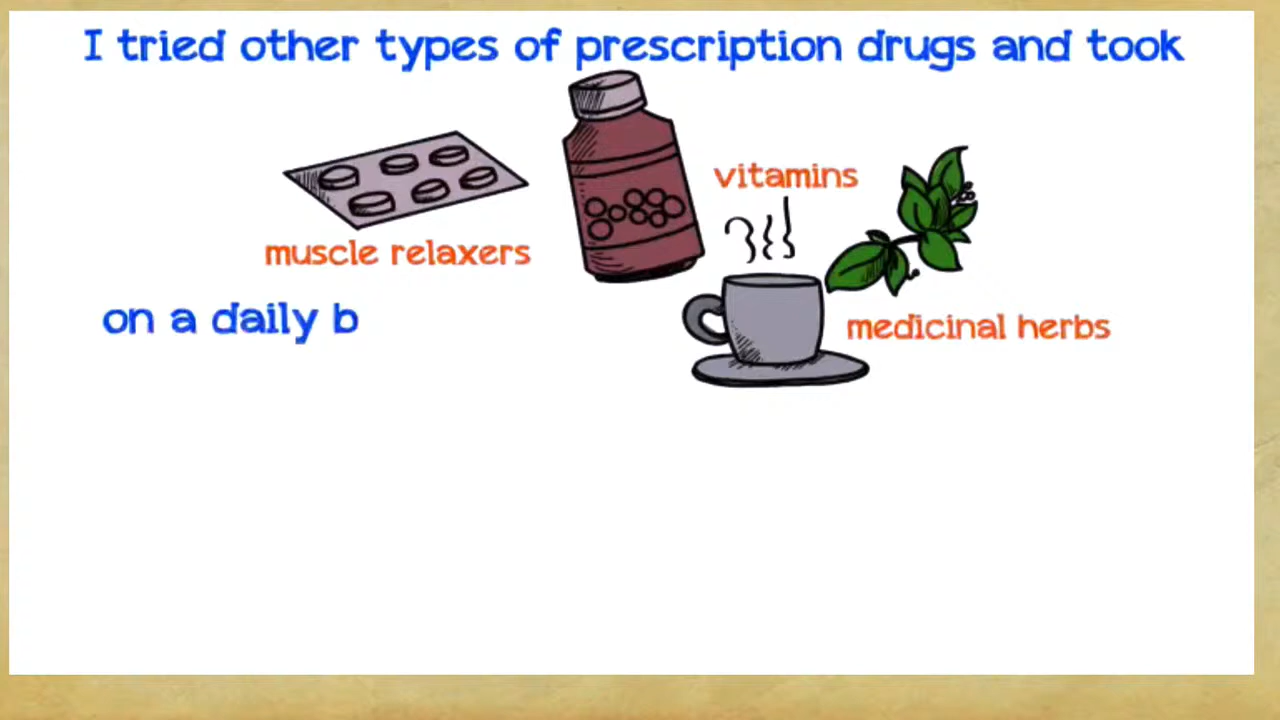 I tried other types of prescription drugs and took
vitamins
muscle relaxers
on a daily b
medicinal herbs